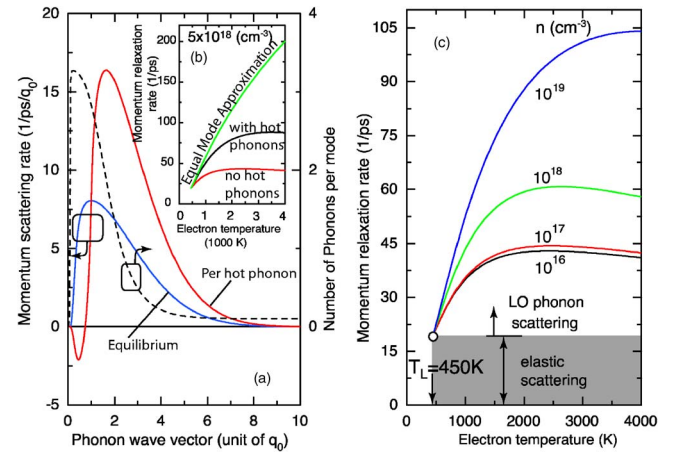 20
15
10
5
0
-5
Momentum scattering rate (1/ps/q0)
4
2
0
Number of Phonons per mode
0
2
4
6
8
10
Phonon wave vector (unit of q0)
Per hot phonon
Equilibrium
(a)
5x10^18 (cm^-3)
(b)
Momentum relaxation
rate (1/ps)
200
150
100
50
0
Equal Mode Approximation
with hot
phonons
no hot
phonons
0
1
2
3
4
Electron temperature
(1000 K)
(c)
n (cm^-3)
105
90
75
60
45
30
15
0
Momentum relaxation rate (1/ps)
10^19
10^18
10^17
10^16
LO phonon
scattering
TL=450K
elastic
scattering
0
1000
2000
3000
4000
Electron temperature (K)